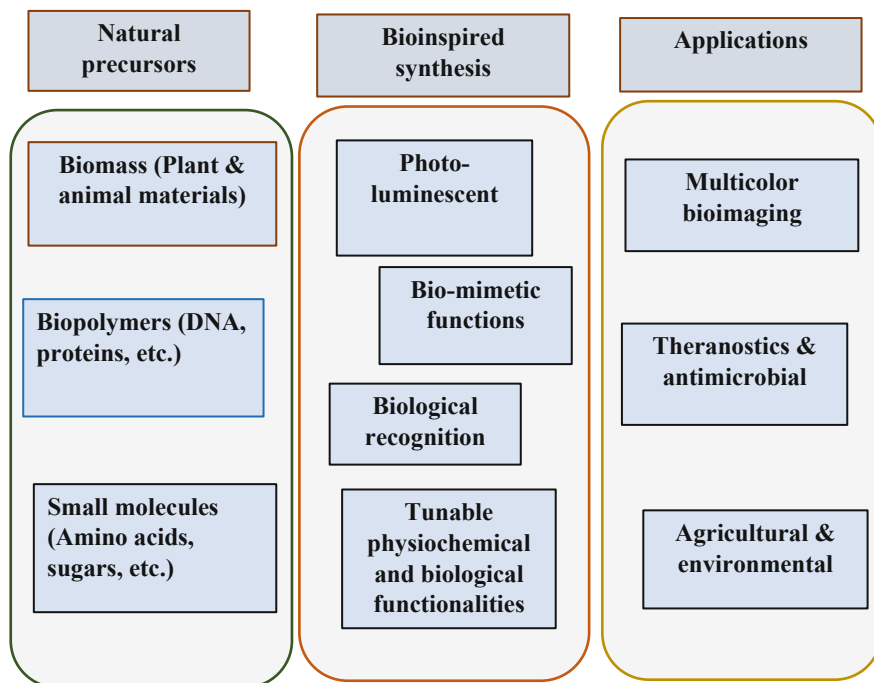 Natural
precursors
Biomass (Plant &
animal materials)
Biopolymers (DNA,
proteins, etc.)
Small molecules
(Amino acids,
sugars, etc.)
Bioinspired
synthesis
Photo-
luminescent
Bio-mimetic
functions
Biological
recognition
Tunable
physiochemical
and biological
functionalities
Applications
Multicolor
bioimaging
Theranostics &
antimicrobial
Agricultural &
environmental